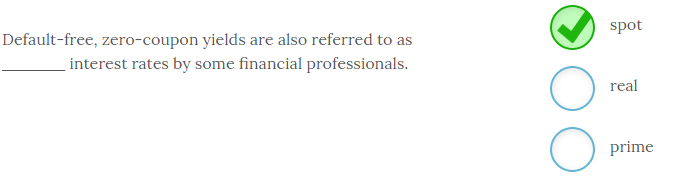 Default-free, zero-coupon yields are also referred to as
________ interest rates by some financial professionals.
spot
real
prime